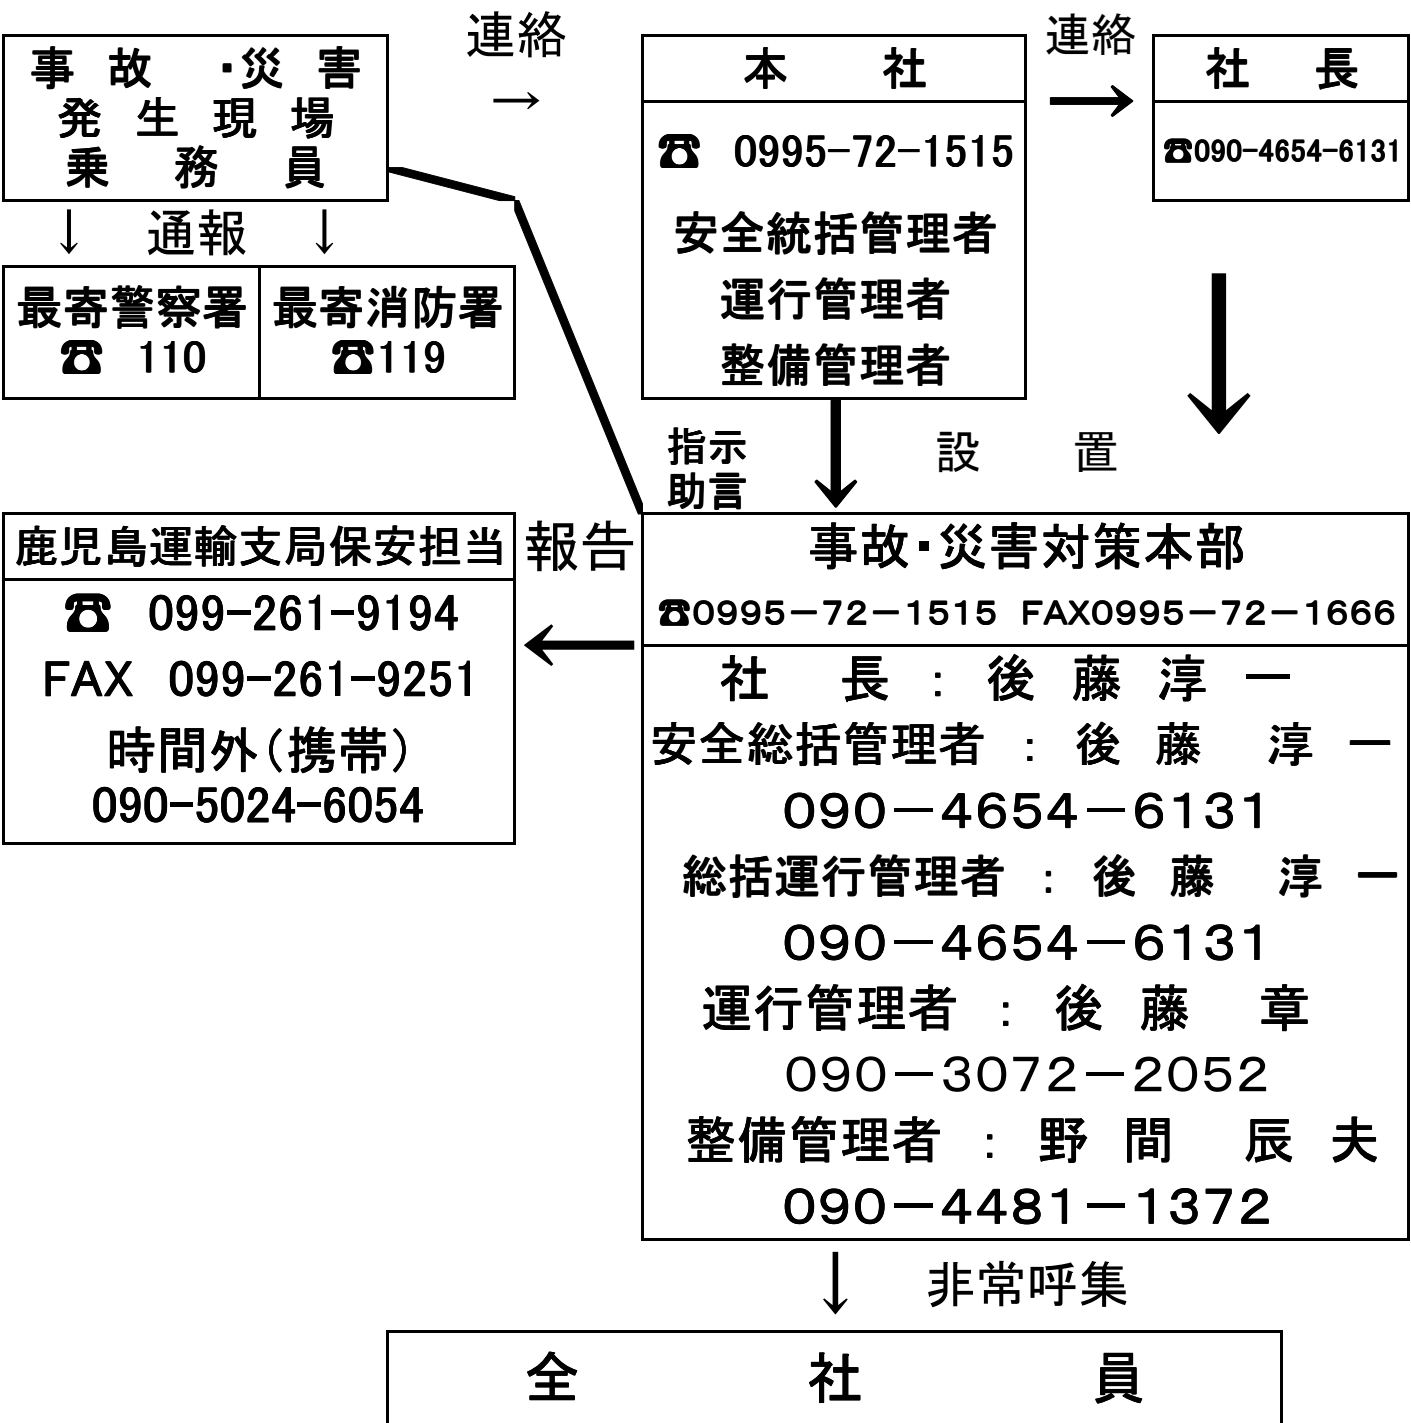 連絡
連絡
事故・災害
発生現場
乗務員
→
本社
☎ 0995-72-1515
安全統括管理者
運行管理者
整備管理者
社長
☎090-4654-6131
↓ 通報 ↓
最寄警察署
☎ 110
最寄消防署
☎119
指示
助言
設置
鹿児島運輸支局保安担当
☎ 099-261-9194
FAX 099-261-9251
時間外(携帯)
090-5024-6054
報告
事故・災害対策本部
☎0995-72-1515 FAX0995-72-1666
社長：後藤淳一
安全総括管理者：後藤淳一
090-4654-6131
総括運行管理者：後藤淳一
090-4654-6131
運行管理者：後藤章
090-3072-2052
整備管理者：野間辰夫
090-4481-1372
↓ 非常呼集
全社員